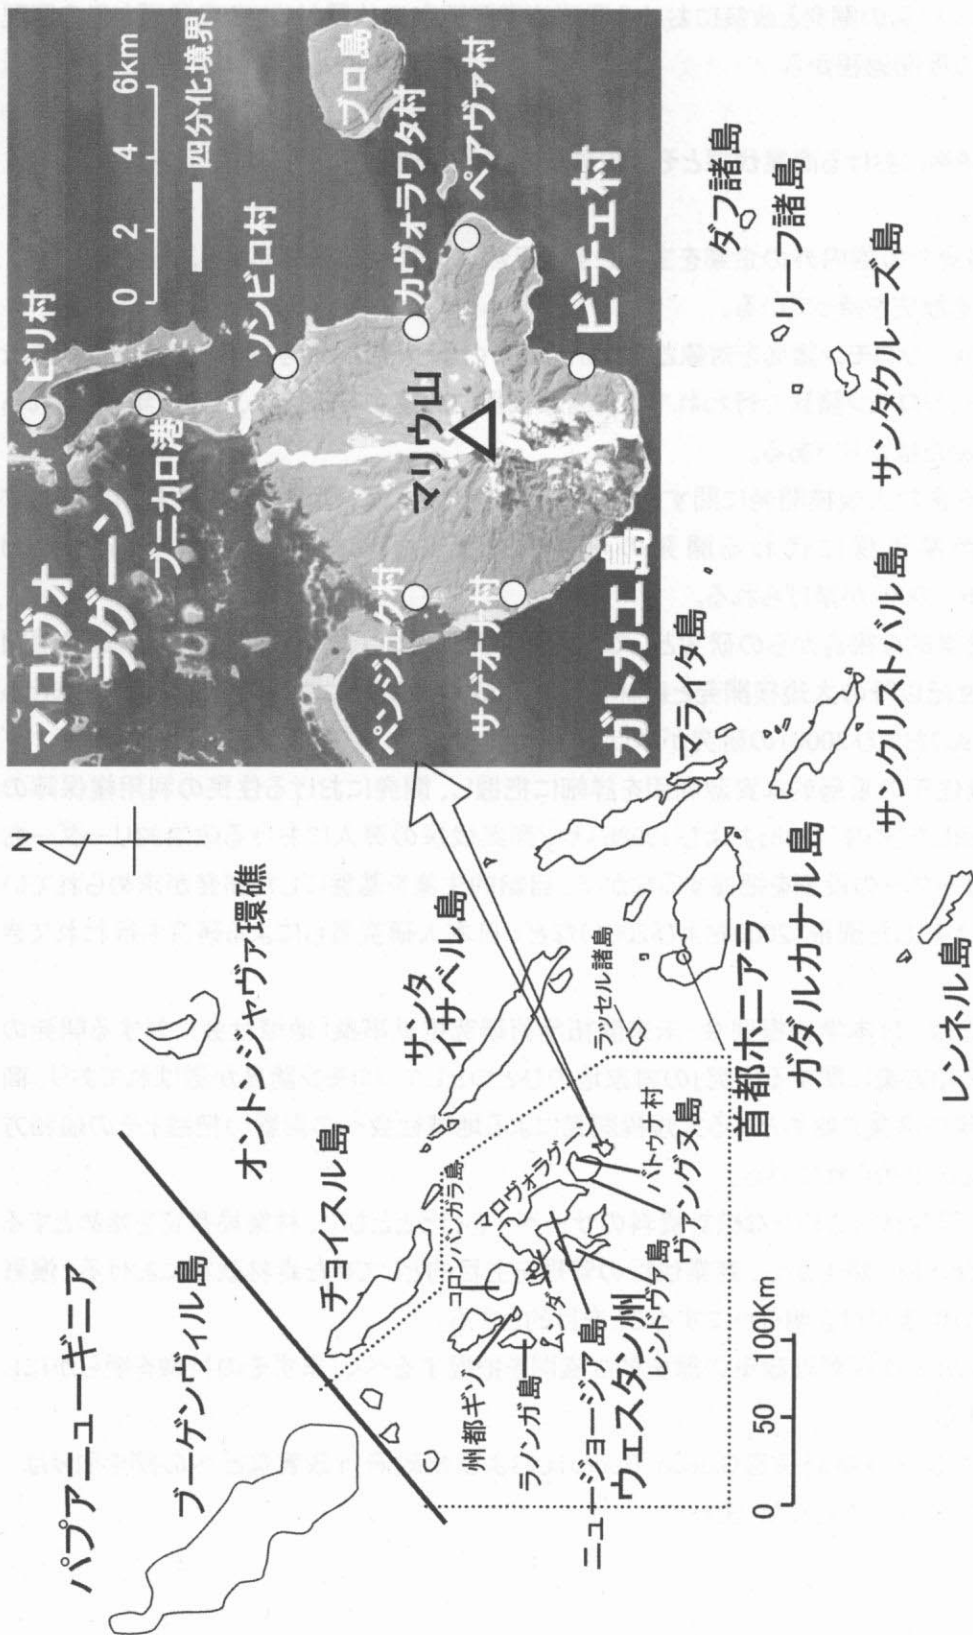 パプアニューギニア
ブーゲンヴィル島
オントンジャヴァ環礁
チョイスル島
サンタ
イサベル島
コロンバンガラ島
マロヴォラグーン
州都ギゾ
ラノンガ島
ムンダ
ニュージョージア島
ウェスタン州
ヴァングヌ島
バトゥナ村
ラッセル諸島
首都ホニアラ
ガダルカナル島
マライタ島
サンクリストバル島
レンネル島
サンタクルーズ島
リーフ諸島
ダフ諸島
0 50 100Km
N
マロヴォ
ラグーン
ビリ村
ブニカロ港
ゾンビロ村
カヴォラワタ村
ペアヴァ村
ブロ島
マリウ山
ペンジュク村
サゲオナ村
ビチェ村
ガトカエ島
0 2 4 6km
四分化境界